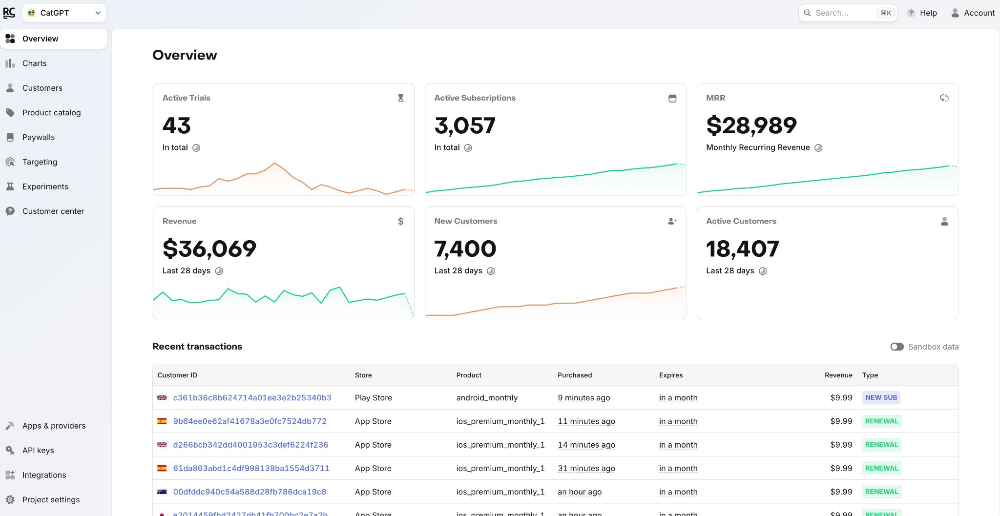 RC
CatGPT
Search...
⌘K
? Help
Account
Overview
Charts
Customers
Product catalog
Paywalls
Targeting
Experiments
Customer center
Apps & providers
API keys
Integrations
Project settings
Overview
Active Trials
43
In total
Active Subscriptions
3,057
In total
MRR
$28,989
Monthly Recurring Revenue
Revenue
$
$36,069
Last 28 days
New Customers
7,400
Last 28 days
Active Customers
18,407
Last 28 days
Recent transactions
Sandbox data
Customer ID Store Product Purchased Expires Revenue Type
c361b36c8b624714a01ee3e2b25340b3 Play Store android_monthly 9 minutes ago in a month $9.99 NEW SUB
9b64ee0e62af41678a3e0fc7524db772 App Store ios_premium_monthly_1 11 minutes ago in a month $9.99 RENEWAL
d266bcb342dd4001953c3def6224f236 App Store ios_premium_monthly_1 14 minutes ago in a month $9.99 RENEWAL
61da863abd1c4df998138ba1554d3711 App Store ios_premium_monthly_1 31 minutes ago in a month $9.99 RENEWAL
00dfddc940c54a588d28fb786dca19c8 App Store ios_premium_monthly_1 an hour ago in a month $9.99 RENEWAL
App Store ios_premium_monthly_1 an hour ago in a month $9.99 RENEWAL